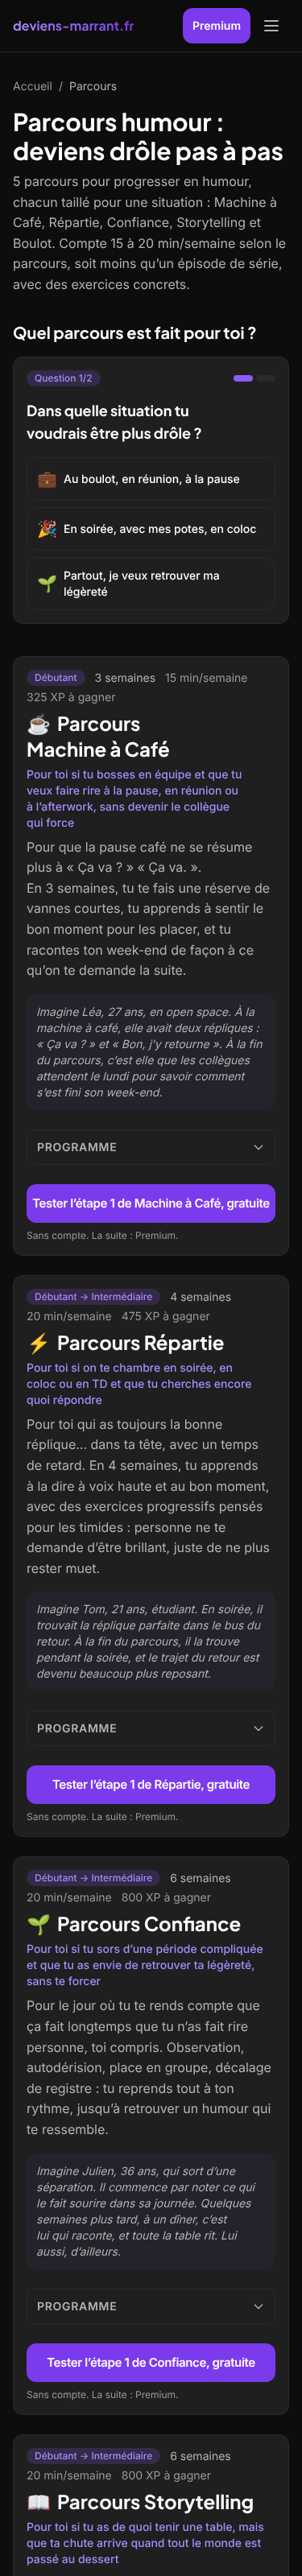 deviens-marrant.fr
Premium
Accueil / Parcours
Parcours humour :
deviens drôle pas à pas
5 parcours pour progresser en humour,
chacun taillé pour une situation : Machine à
Café, Répartie, Confiance, Storytelling et
Boulot. Compte 15 à 20 min/semaine selon le
parcours, soit moins qu’un épisode de série,
avec des exercices concrets.
Quel parcours est fait pour toi ?
Question 1/2
Dans quelle situation tu
voudrais être plus drôle ?
💼 Au boulot, en réunion, à la pause
🎉 En soirée, avec mes potes, en coloc
🌱 Partout, je veux retrouver ma
légèreté
Débutant 3 semaines 15 min/semaine
325 XP à gagner
☕ Parcours
Machine à Café
Pour toi si tu bosses en équipe et que tu
veux faire rire à la pause, en réunion ou
à l’afterwork, sans devenir le collègue
qui force
Pour que la pause café ne se résume
plus à « Ça va ? » « Ça va. ».
En 3 semaines, tu te fais une réserve de
vannes courtes, tu apprends à sentir le
bon moment pour les placer, et tu
racontes ton week-end de façon à ce
qu’on te demande la suite.
Imagine Léa, 27 ans, en open space. À la
machine à café, elle avait deux répliques :
« Ça va ? » et « Bon, j’y retourne ». À la fin
du parcours, c’est elle que les collègues
attendent le lundi pour savoir comment
s’est fini son week-end.
PROGRAMME
Tester l’étape 1 de Machine à Café, gratuite
Sans compte. La suite : Premium.
Débutant → Intermédiaire 4 semaines
20 min/semaine 475 XP à gagner
⚡ Parcours Répartie
Pour toi si on te chambre en soirée, en
coloc ou en TD et que tu cherches encore
quoi répondre
Pour toi qui as toujours la bonne
réplique… dans ta tête, avec un temps
de retard. En 4 semaines, tu apprends
à la dire à voix haute et au bon moment,
avec des exercices progressifs pensés
pour les timides : personne ne te
demande d’être brillant, juste de ne plus
rester muet.
Imagine Tom, 21 ans, étudiant. En soirée, il
trouvait la réplique parfaite dans le bus du
retour. À la fin du parcours, il la trouve
pendant la soirée, et le trajet du retour est
devenu beaucoup plus reposant.
PROGRAMME
Tester l’étape 1 de Répartie, gratuite
Sans compte. La suite : Premium.
Débutant → Intermédiaire 6 semaines
20 min/semaine 800 XP à gagner
🌱 Parcours Confiance
Pour toi si tu sors d’une période compliquée
et que tu as envie de retrouver ta légèreté,
sans te forcer
Pour le jour où tu te rends compte que
ça fait longtemps que tu n’as fait rire
personne, toi compris. Observation,
autodérision, place en groupe, décalage
de registre : tu reprends tout à ton
rythme, jusqu’à retrouver un humour qui
te ressemble.
Imagine Julien, 36 ans, qui sort d’une
séparation. Il commence par noter ce qui
le fait sourire dans sa journée. Quelques
semaines plus tard, à un dîner, c’est
lui qui raconte, et toute la table rit. Lui
aussi, d’ailleurs.
PROGRAMME
Tester l’étape 1 de Confiance, gratuite
Sans compte. La suite : Premium.
Débutant → Intermédiaire 6 semaines
20 min/semaine 800 XP à gagner
📖 Parcours Storytelling
Pour toi si tu as de quoi tenir une table, mais
que ta chute arrive quand tout le monde est
passé au dessert